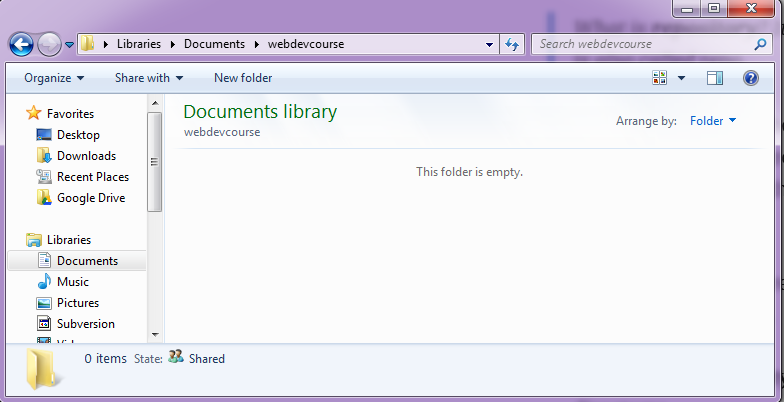 Libraries Documents webdevcourse
Search webdevcourse
Organize Share with New folder
Favorites
Desktop
Downloads
Recent Places
Google Drive
Libraries
Documents
Music
Pictures
Subversion
Documents library
webdevcourse
Arrange by: Folder
This folder is empty.
0 items State: Shared